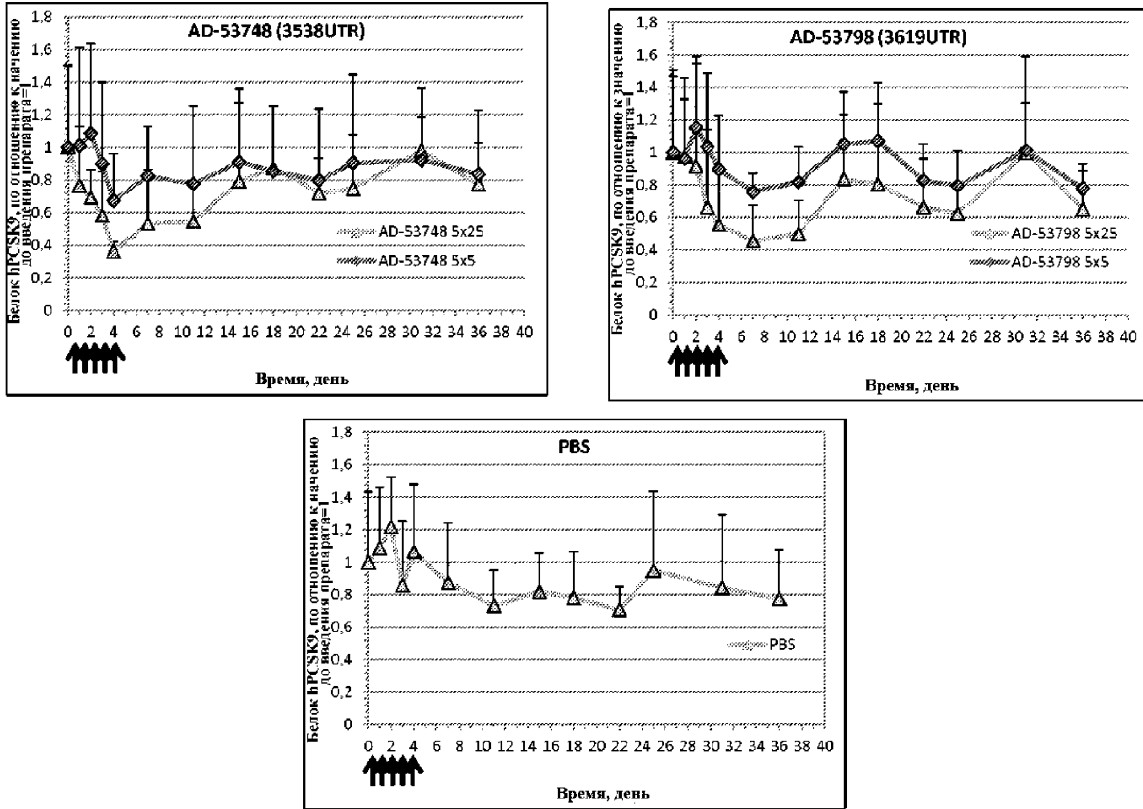 AD-53748 (3538UTR)
Белок hPCSK9, по отношению к значению
до введения препарата=1
1,8
1,6
1,4
1,2
1
0,8
0,6
0,4
0,2
0
AD-53748 5x25
AD-53748 5x5
0 2 4 6 8 10 12 14 16 18 20 22 24 26 28 30 32 34 36 38 40
Время, день
AD-53798 (3619UTR)
Белок hPCSK9, по отношению к значению
до введения препарата=1
1,8
1,6
1,4
1,2
1
0,8
0,6
0,4
0,2
0
AD-53798 5x25
AD-53798 5x5
0 2 4 6 8 10 12 14 16 18 20 22 24 26 28 30 32 34 36 38 40
Время, день
PBS
Белок hPCSK9, по отношению к значению
до введения препарата=1
1,8
1,6
1,4
1,2
1
0,8
0,6
0,4
0,2
0
PBS
0 2 4 6 8 10 12 14 16 18 20 22 24 26 28 30 32 34 36 38 40
Время, день